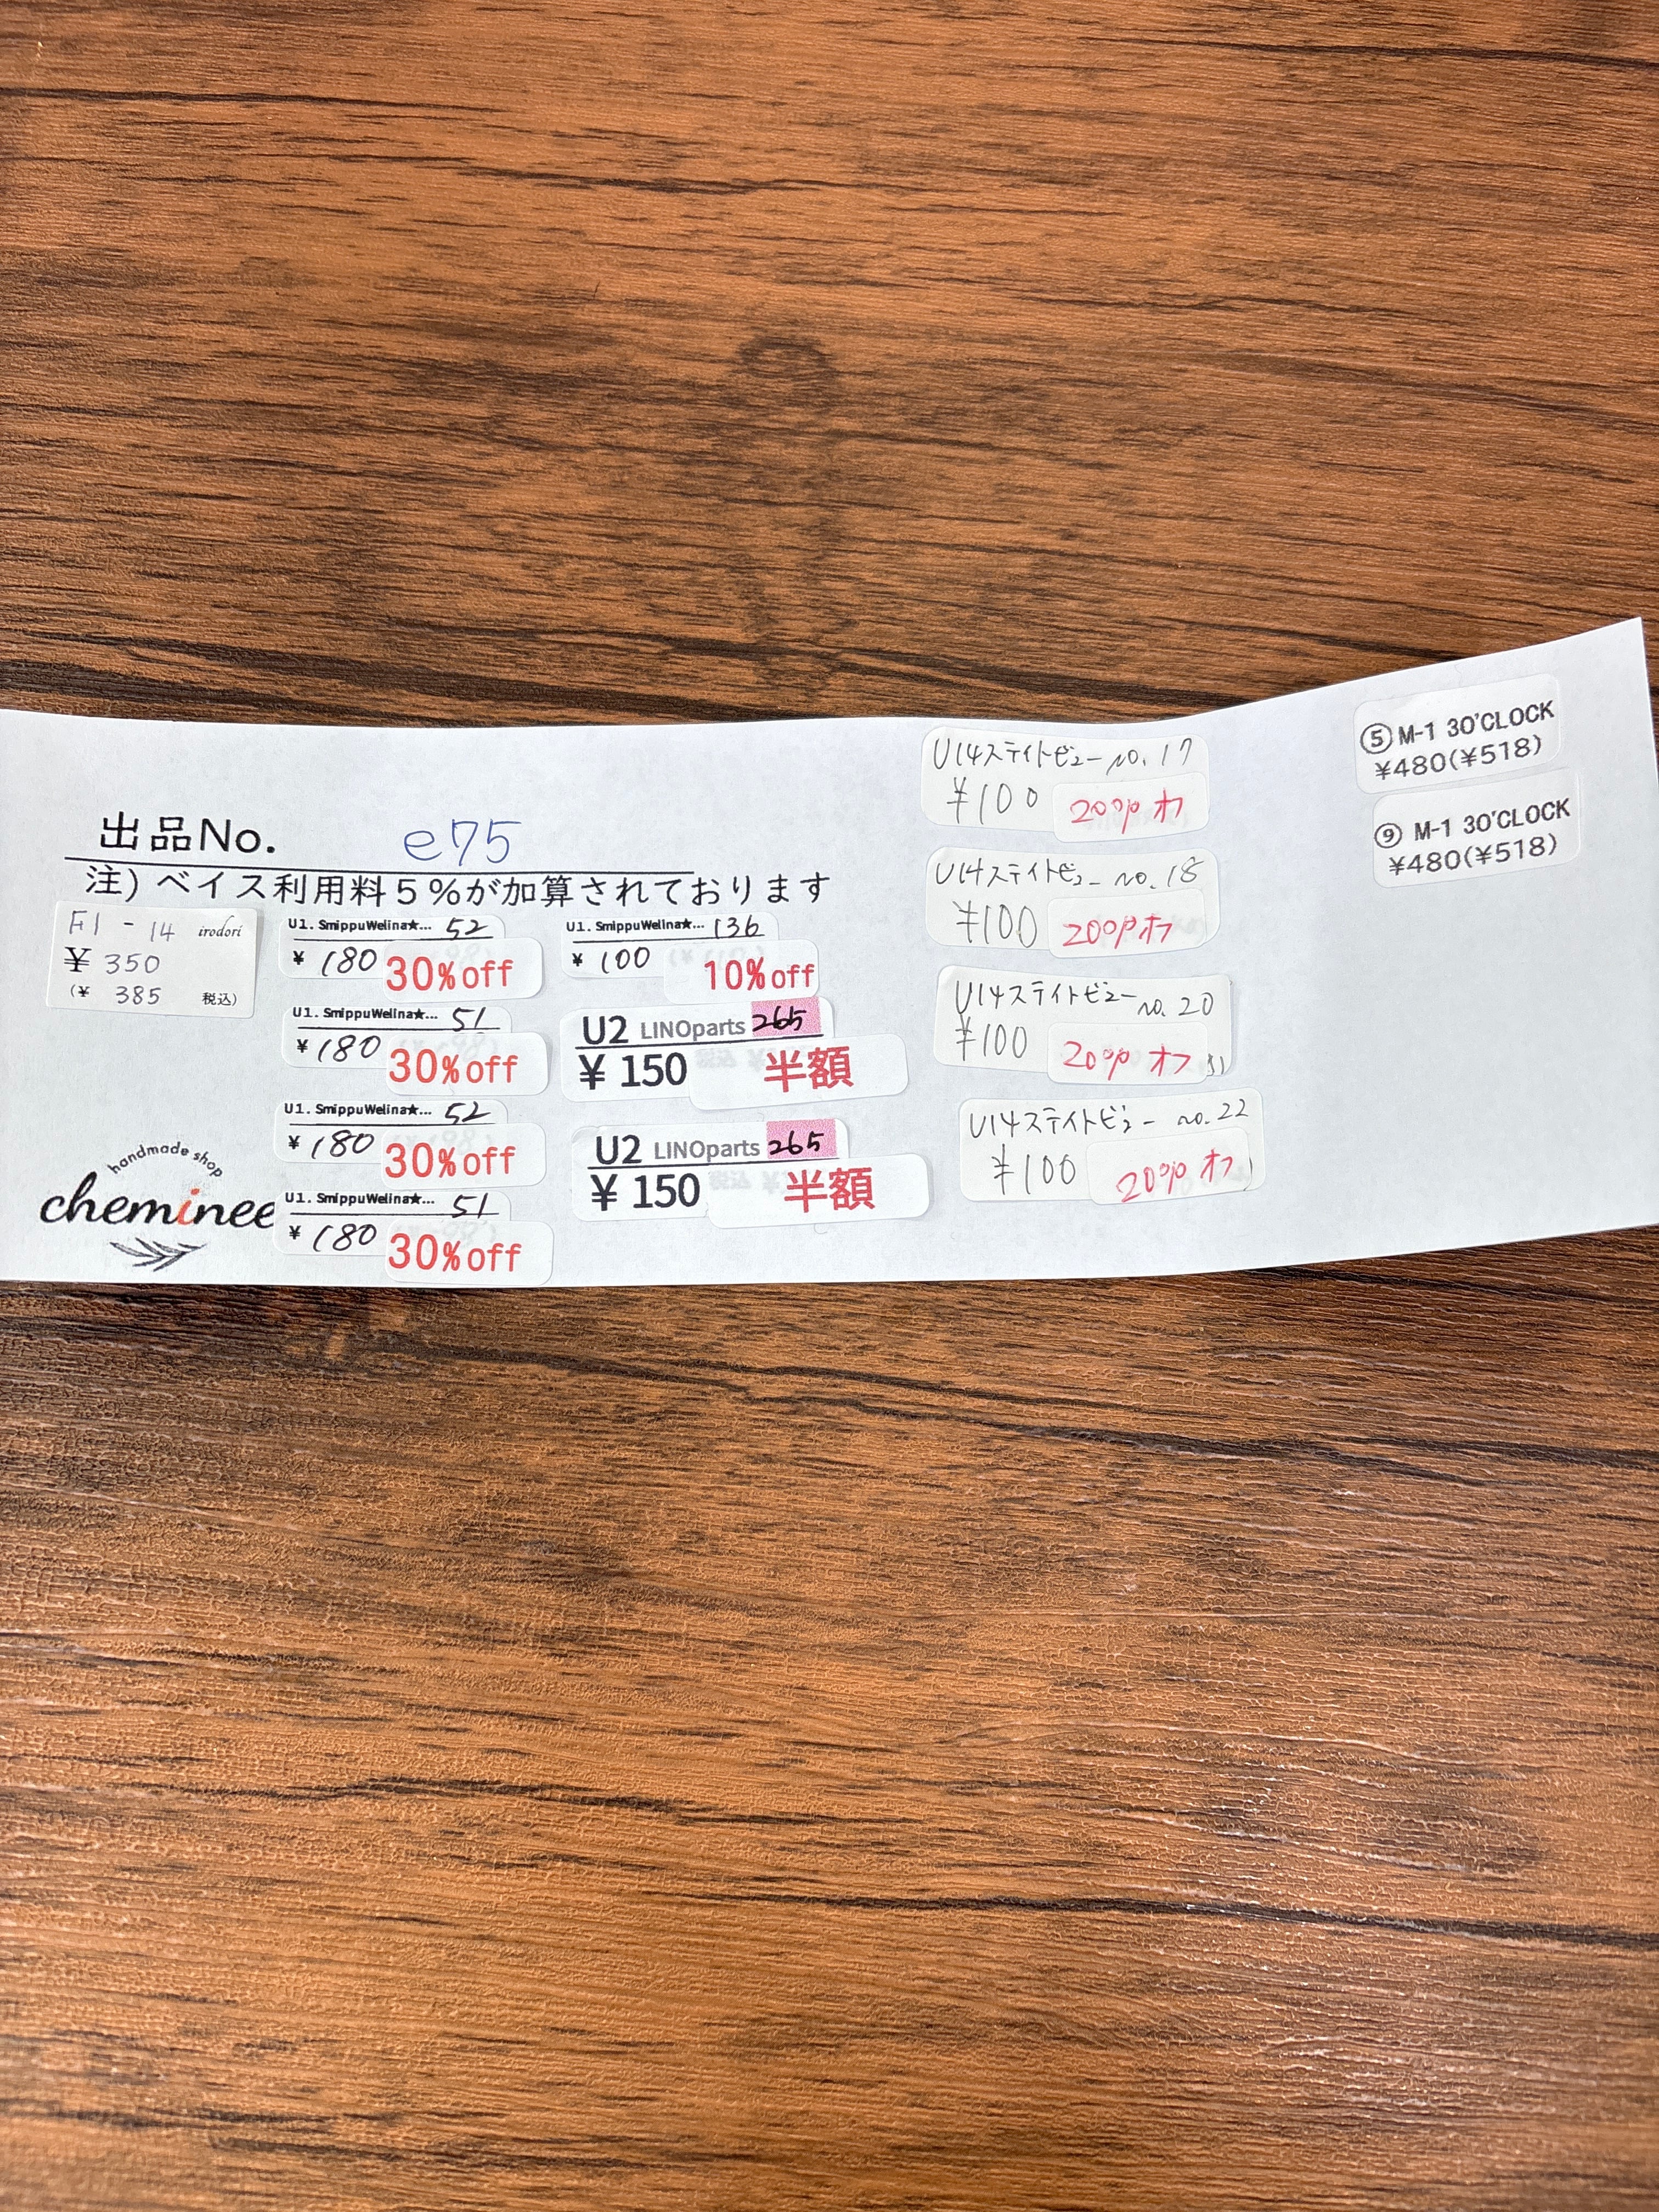 出品No. e75
注) ベイス利用料5%が加算されております
F1 - 14 irodori
¥ 350
(¥ 385 税込)
handmade shop
cheminee
U1. SmippuWelina★... 52
¥ 180 30%off
U1. SmippuWelina★... 51
¥ 180 30%off
U1. SmippuWelina★... 52
¥ 180 30%off
U1. SmippuWelina★... 51
¥ 180 30%off
U1. SmippuWelina★... 136
¥ 100 10%off
U2 LINOparts 265
¥ 150 半額
U2 LINOparts 265
¥ 150 半額
U14ステイトビュー no.17
¥100 20%オフ
U14ステイトビュー no.18
¥100 20%オフ
U14ステイトビュー no.20
¥100 20%オフ
U14ステイトビュー no.22
¥100 20%オフ
⑤ M-1 30'CLOCK
¥480(¥518)
⑨ M-1 30'CLOCK
¥480(¥518)